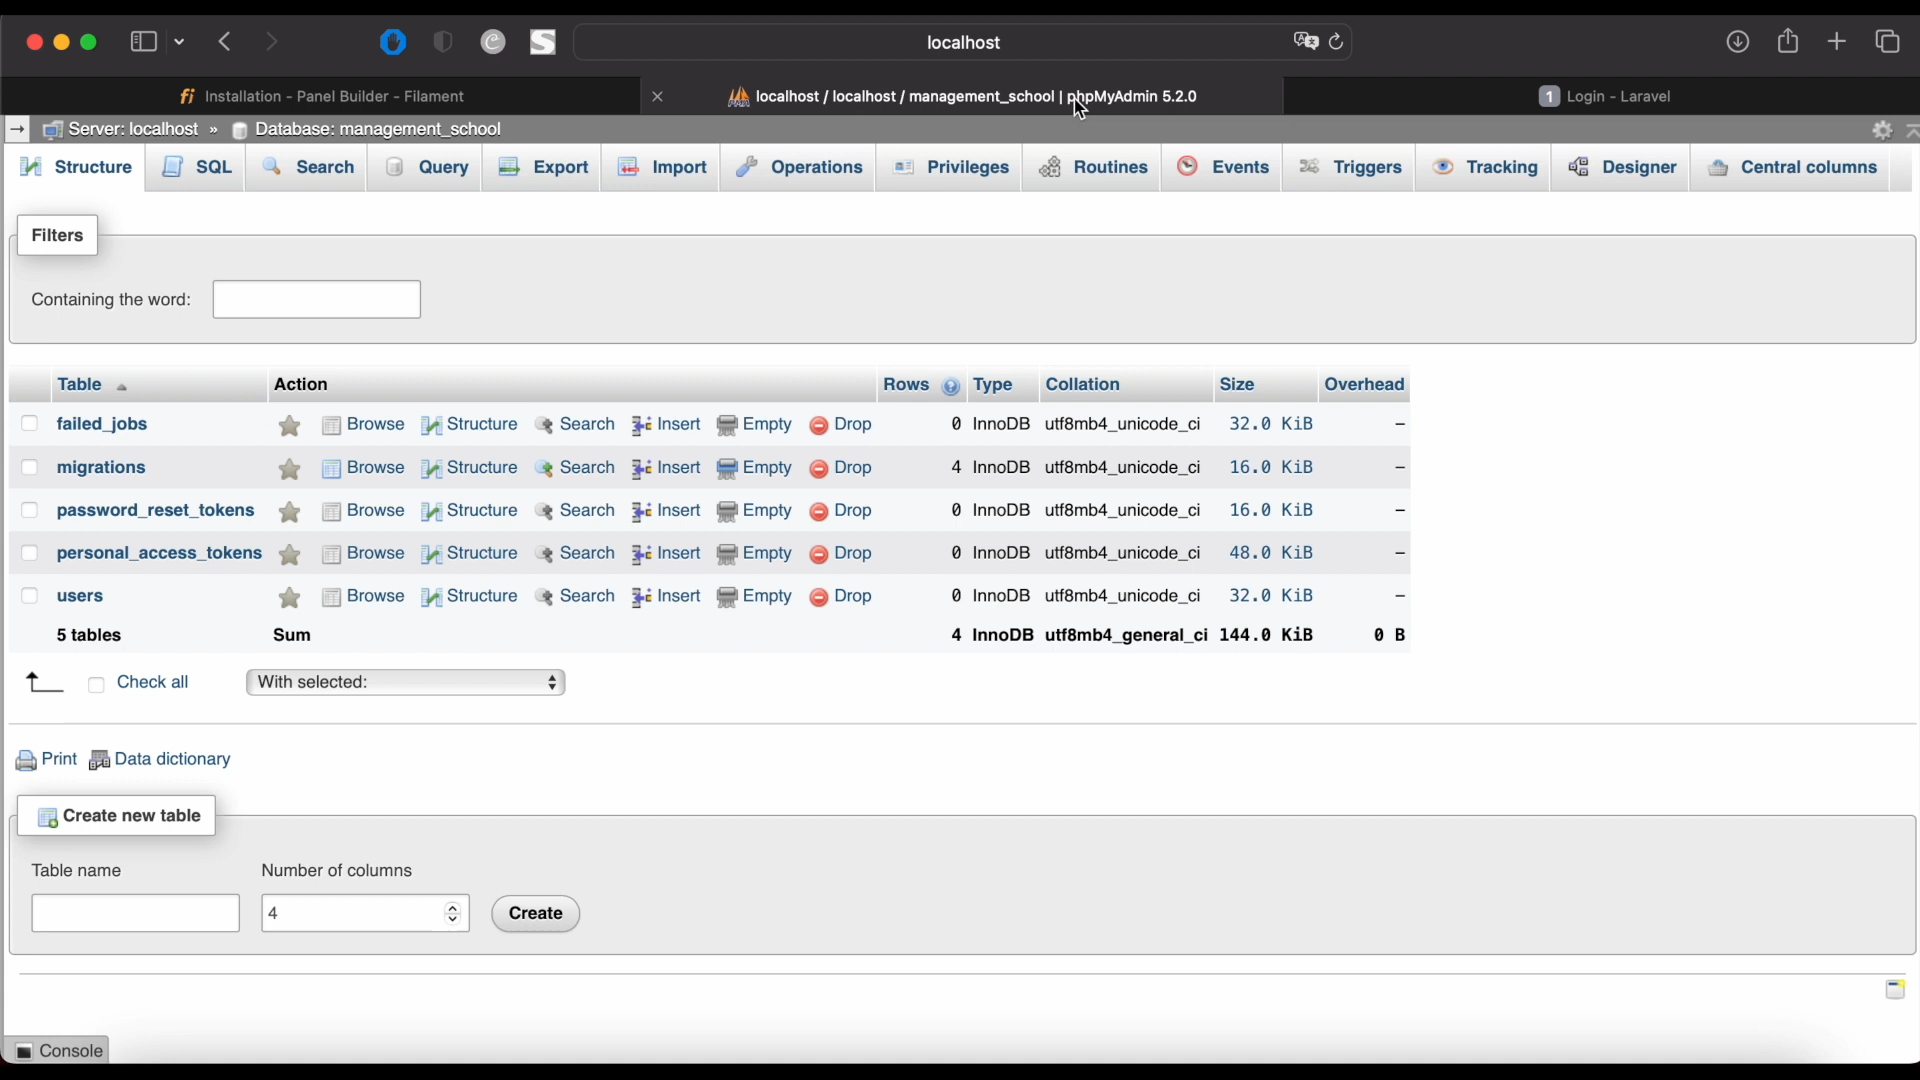 localhost
fi Installation - Panel Builder - Filament
localhost / localhost / management_school | phpMyAdmin 5.2.0
1 Login - Laravel
Server: localhost » Database: management_school
Structure SQL Search Query Export Import Operations Privileges Routines Events Triggers Tracking Designer Central columns
Filters
Containing the word:
Table Action Rows Type Collation Size Overhead
failed_jobs Browse Structure Search Insert Empty Drop 0 InnoDB utf8mb4_unicode_ci 32.0 KiB -
migrations Browse Structure Search Insert Empty Drop 4 InnoDB utf8mb4_unicode_ci 16.0 KiB -
password_reset_tokens Browse Structure Search Insert Empty Drop 0 InnoDB utf8mb4_unicode_ci 16.0 KiB -
personal_access_tokens Browse Structure Search Insert Empty Drop 0 InnoDB utf8mb4_unicode_ci 48.0 KiB -
users Browse Structure Search Insert Empty Drop 0 InnoDB utf8mb4_unicode_ci 32.0 KiB -
5 tables Sum 4 InnoDB utf8mb4_general_ci 144.0 KiB 0 B
Check all With selected:
Print Data dictionary
Create new table
Table name Number of columns
4 Create
Console